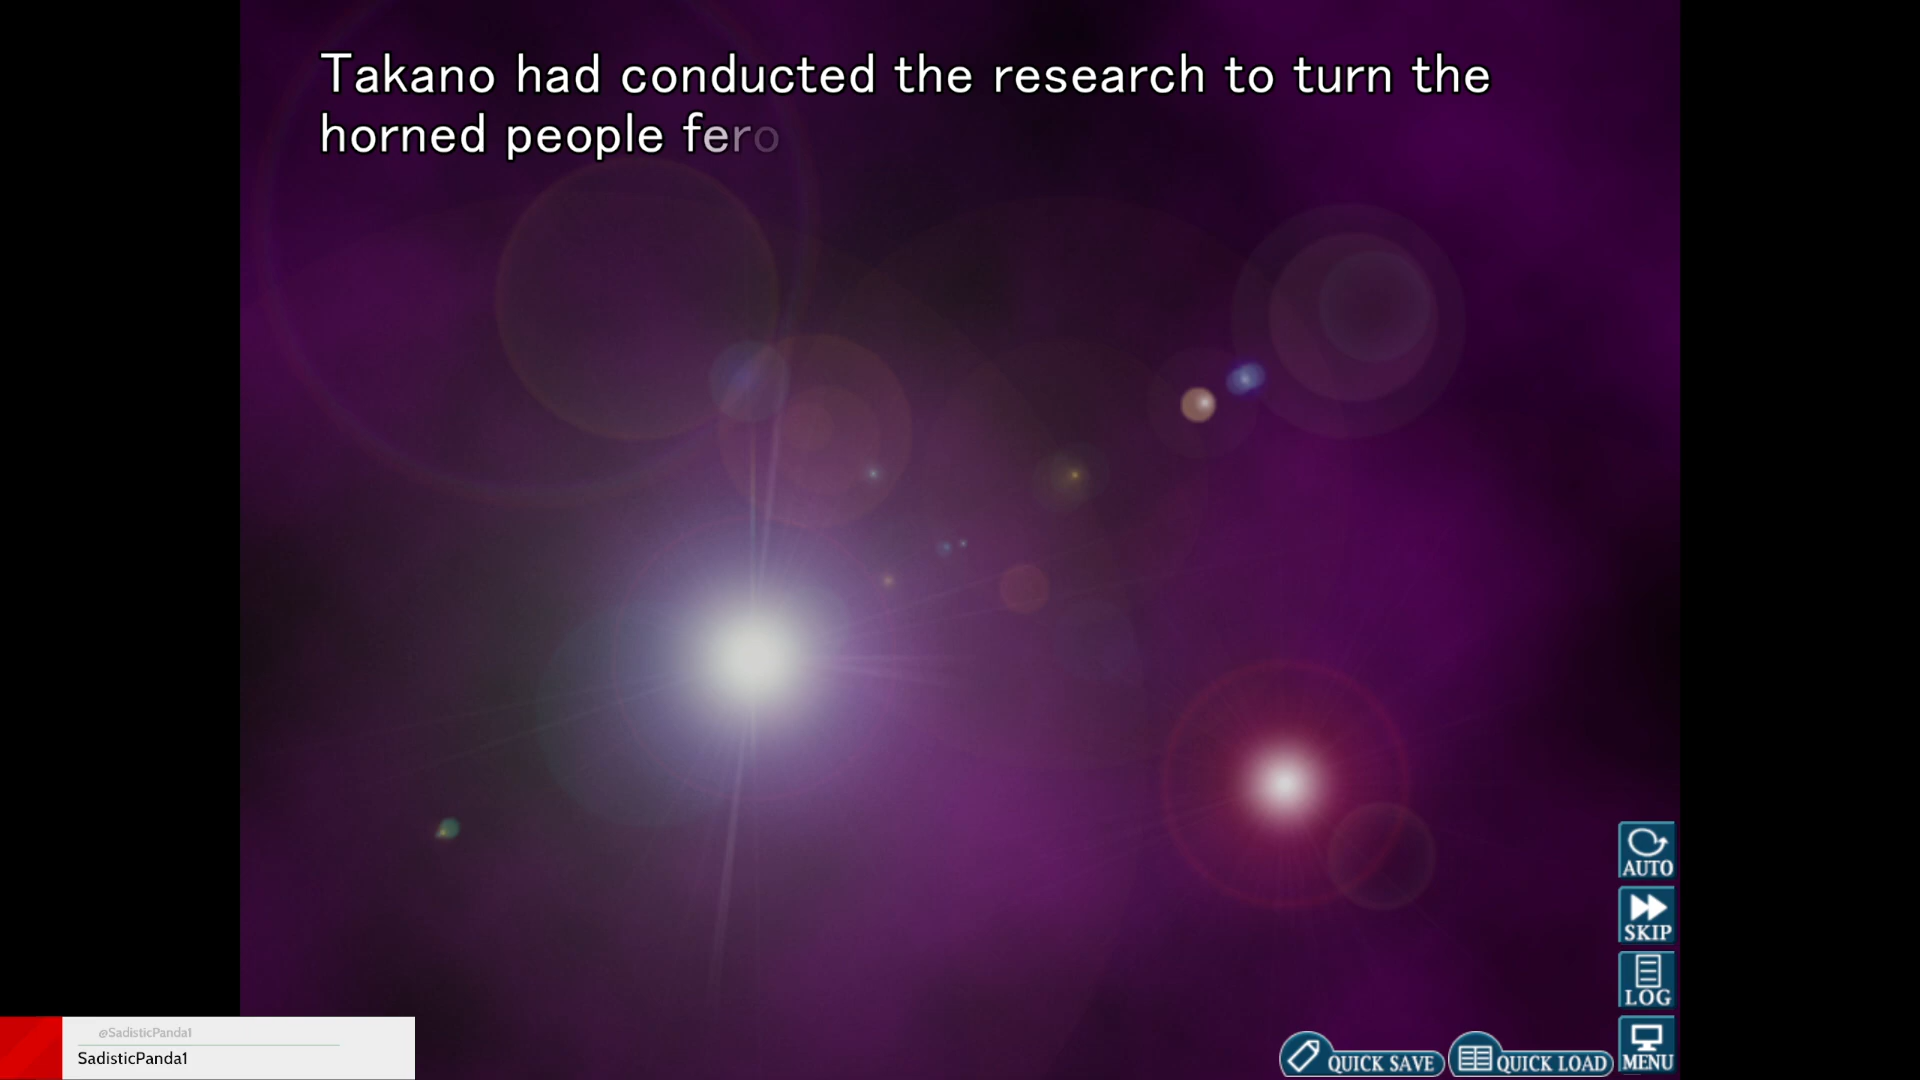 Takano had conducted the research to turn the
horned people fero
AUTO
SKIP
LOG
MENU
QUICK SAVE
QUICK LOAD
@SadisticPanda1
SadisticPanda1